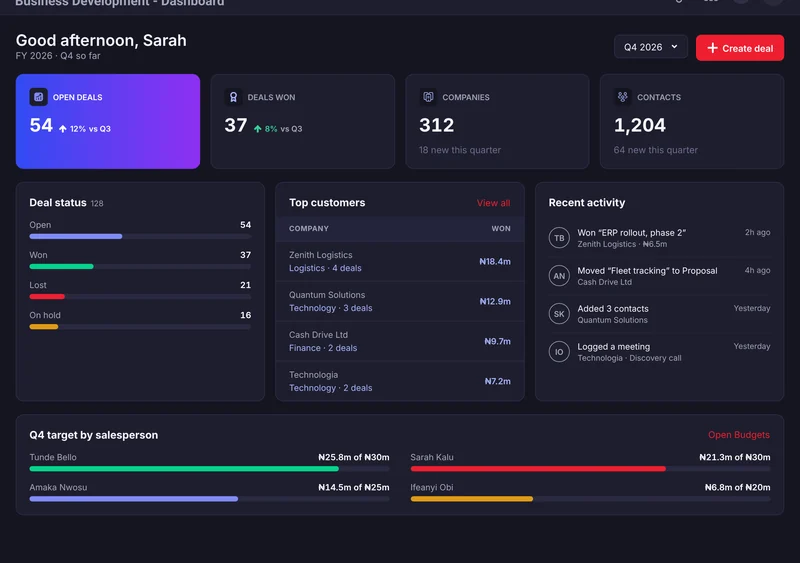 Business Development - Dashboard
Good afternoon, Sarah
FY 2026 · Q4 so far
Q4 2026
Create deal
OPEN DEALS
54 12% vs Q3
DEALS WON
37 8% vs Q3
COMPANIES
312
18 new this quarter
CONTACTS
1,204
64 new this quarter
Deal status 128
Open 54
Won 37
Lost 21
On hold 16
Top customers View all
COMPANY WON
Zenith Logistics
Logistics · 4 deals
₦18.4m
Quantum Solutions
Technology · 3 deals
₦12.9m
Cash Drive Ltd
Finance · 2 deals
₦9.7m
Technologia
Technology · 2 deals
₦7.2m
Recent activity
TB
Won “ERP rollout, phase 2” 2h ago
Zenith Logistics · ₦6.5m
AN
Moved “Fleet tracking” to Proposal 4h ago
Cash Drive Ltd
SK
Added 3 contacts Yesterday
Quantum Solutions
IO
Logged a meeting Yesterday
Technologia · Discovery call
Q4 target by salesperson Open Budgets
Tunde Bello ₦25.8m of ₦30m
Sarah Kalu ₦21.3m of ₦30m
Amaka Nwosu ₦14.5m of ₦25m
Ifeanyi Obi ₦6.8m of ₦20m